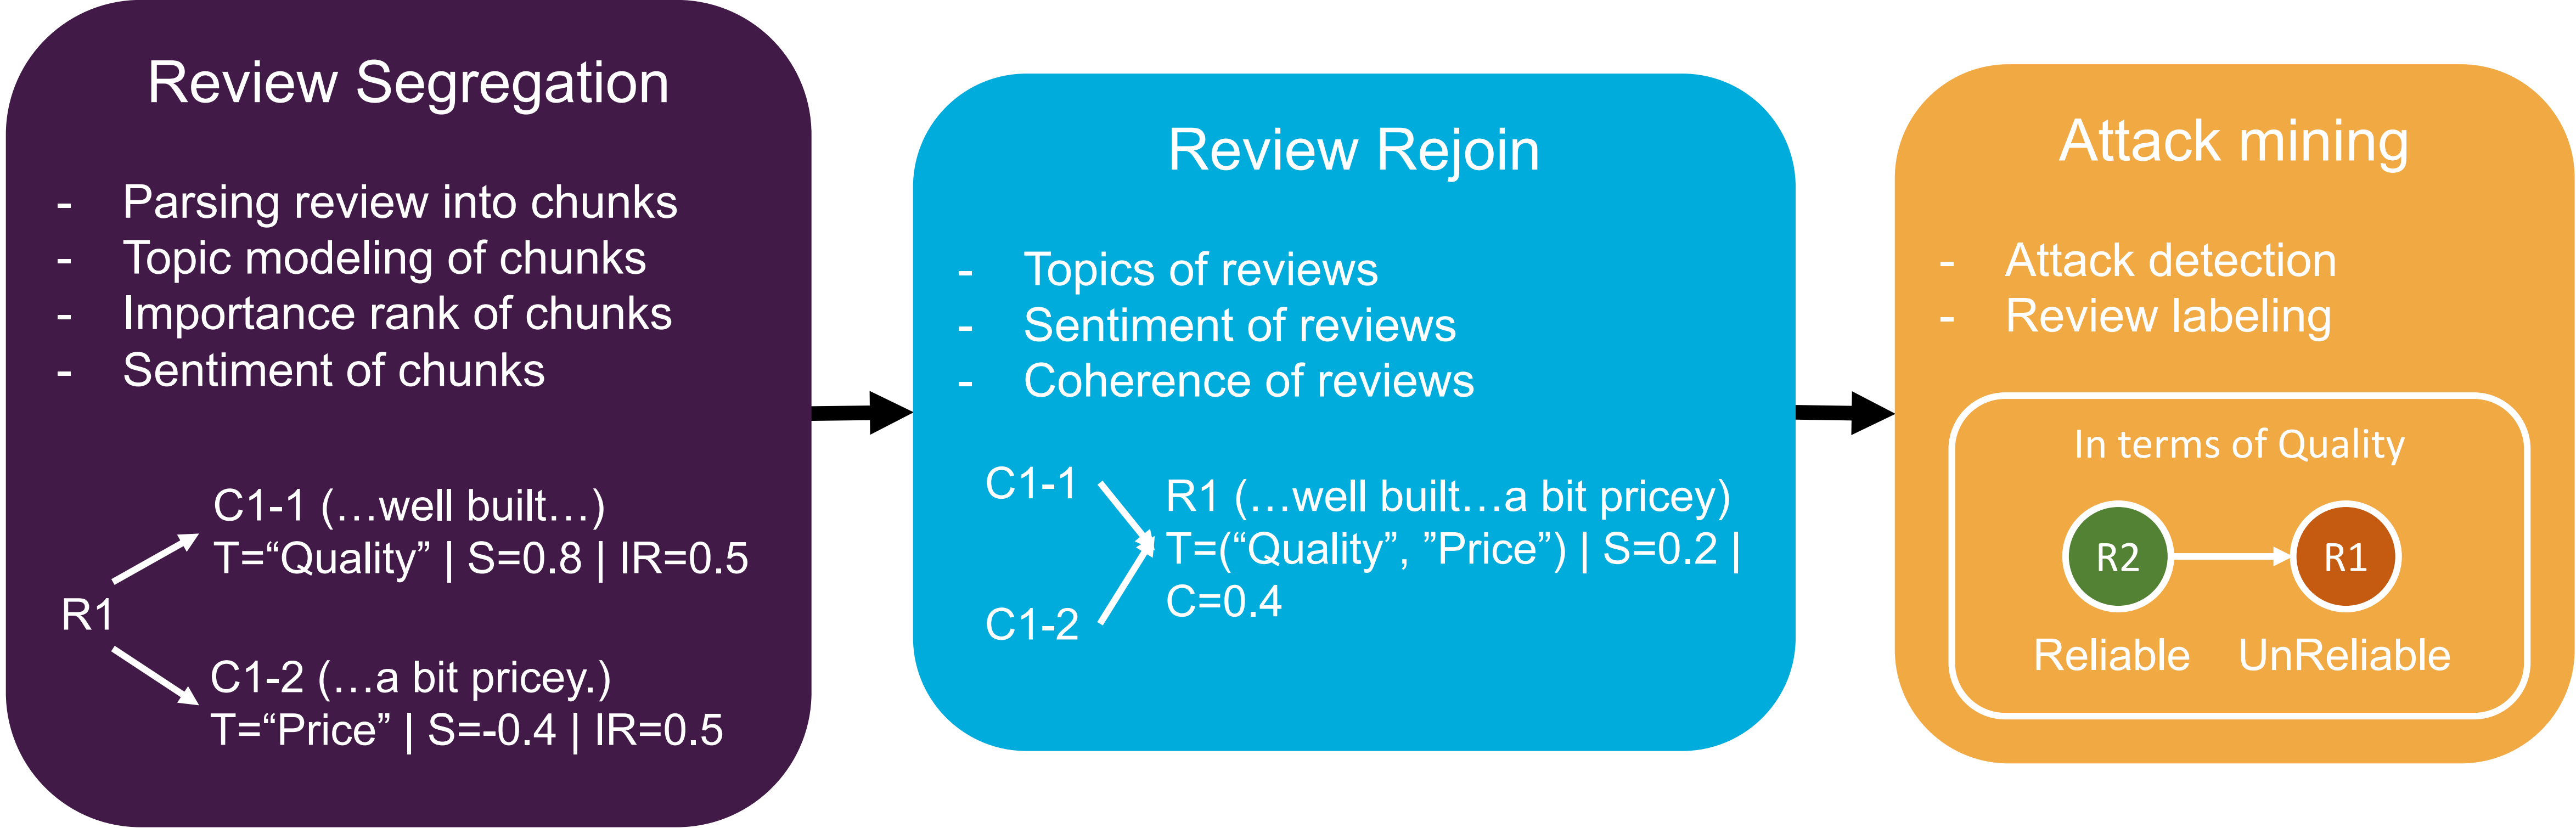 Review Segregation
- Parsing review into chunks
- Topic modeling of chunks
- Importance rank of chunks
- Sentiment of chunks
C1-1 (…well built…)
T=“Quality” | S=0.8 | IR=0.5
R1
C1-2 (…a bit pricey.)
T=“Price” | S=-0.4 | IR=0.5
Review Rejoin
- Topics of reviews
- Sentiment of reviews
- Coherence of reviews
C1-1
C1-2
R1 (…well built…a bit pricey)
T=(“Quality”, ”Price”) | S=0.2 |
C=0.4
Attack mining
- Attack detection
- Review labeling
In terms of Quality
R2
R1
Reliable
UnReliable